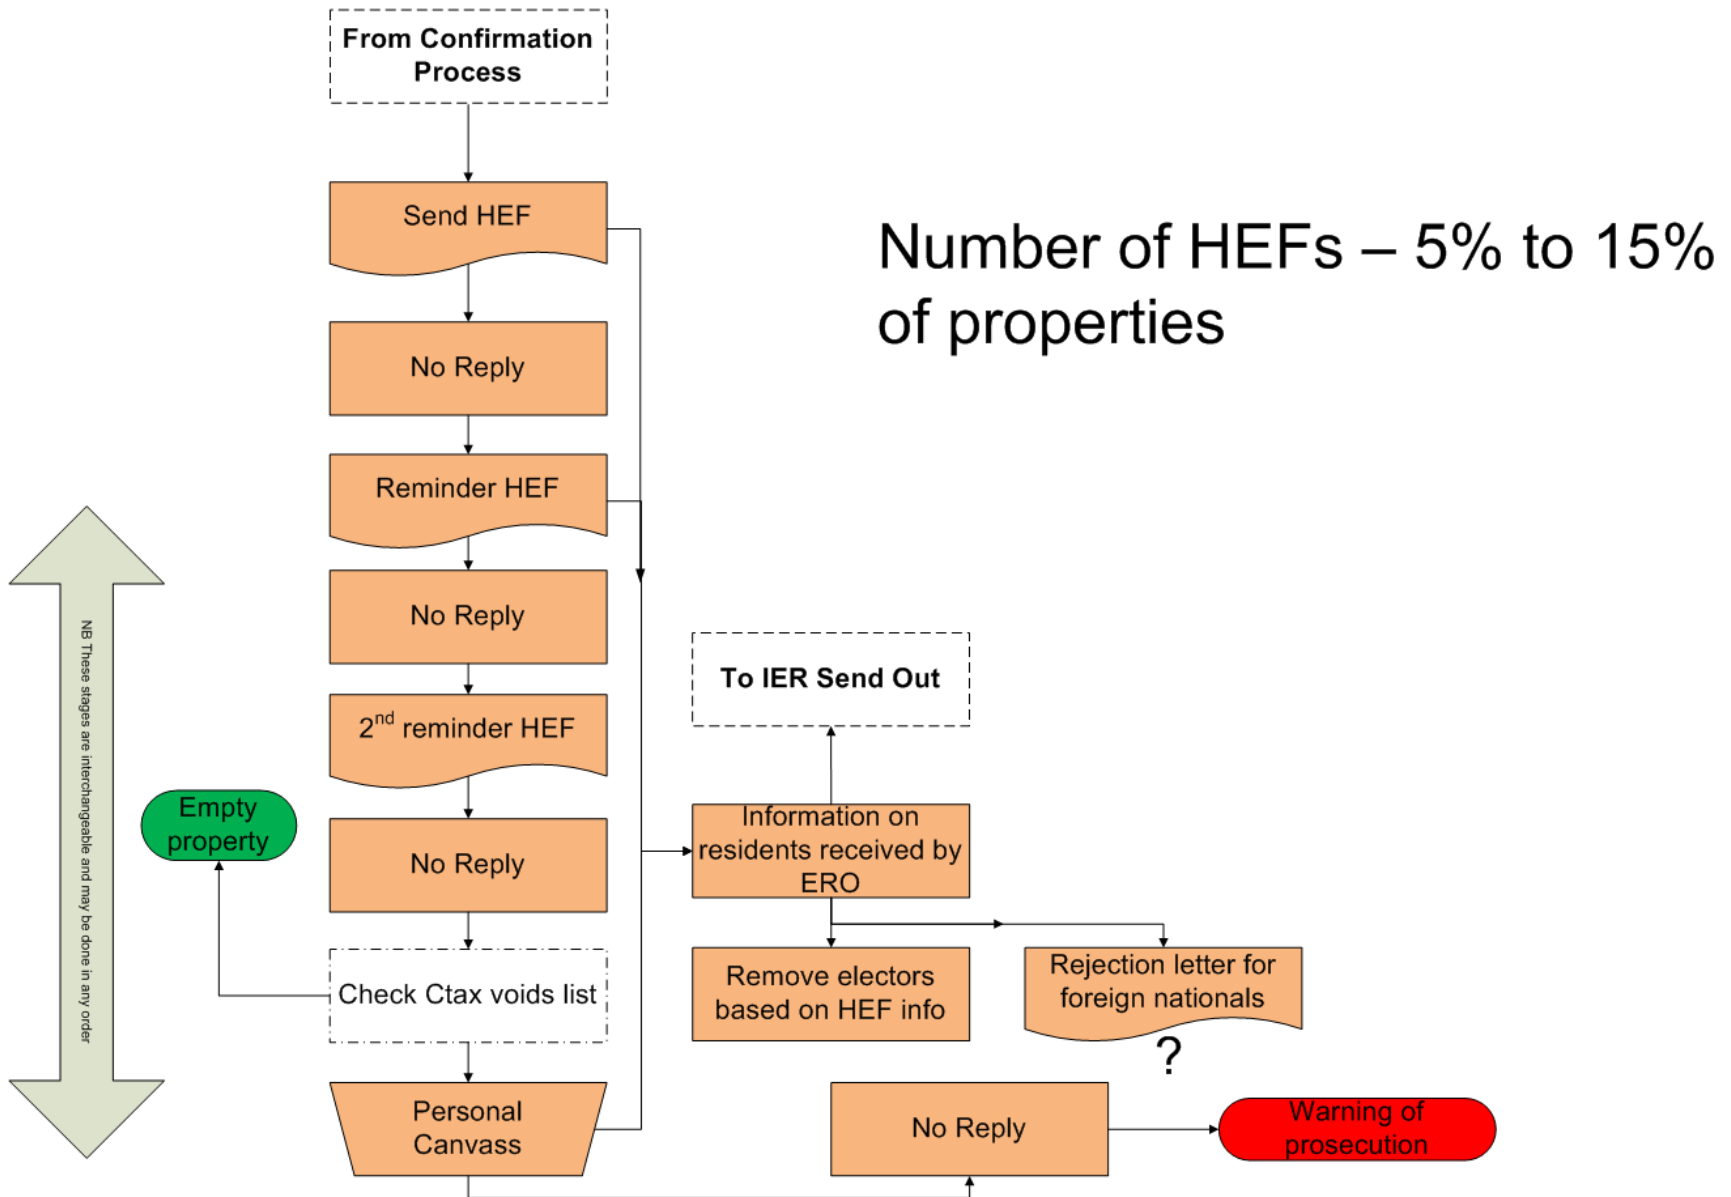 From Confirmation
Process
Send HEF
Number of HEFs – 5% to 15%
of properties
No Reply
Reminder HEF
No Reply
2nd reminder HEF
No Reply
Check Ctax voids list
Personal
Canvass
NB These stages are interchangeable and may be done in any order
Empty
property
To IER Send Out
Information on
residents received by
ERO
Remove electors
based on HEF info
Rejection letter for
foreign nationals
?
No Reply
Warning of
prosecution